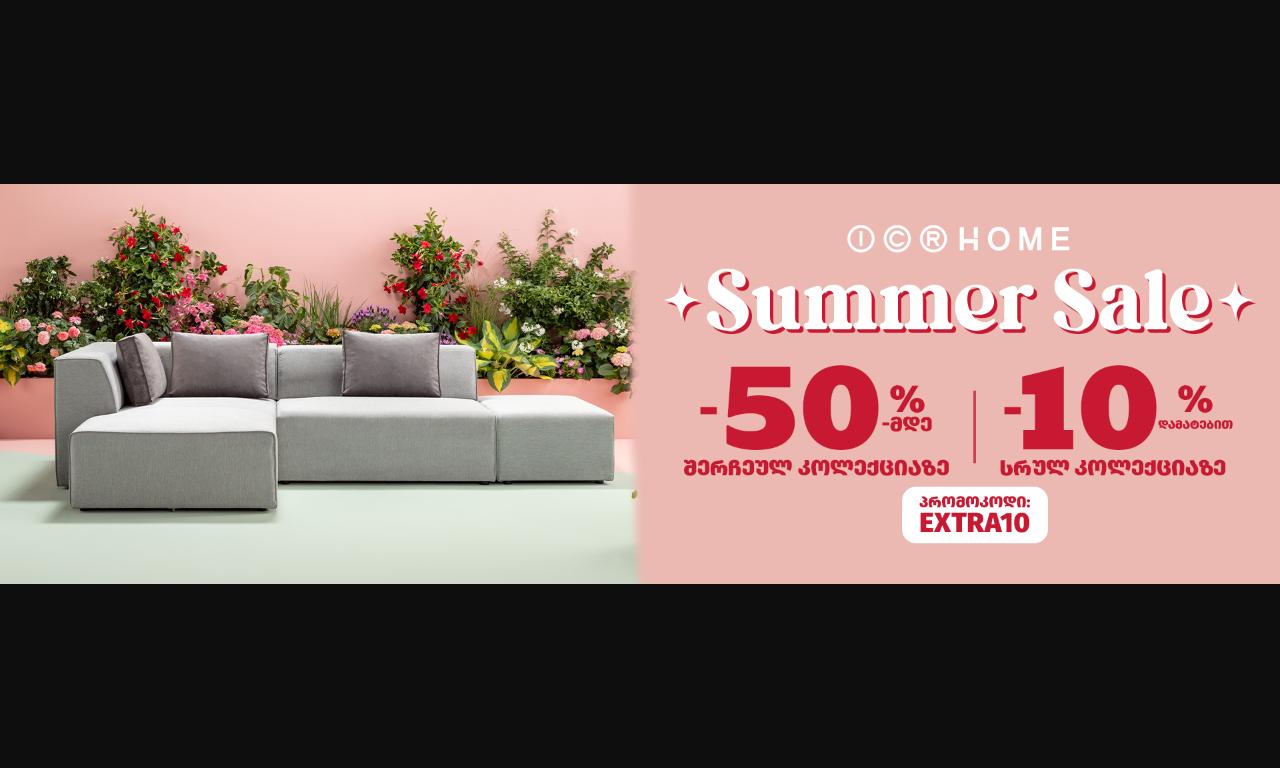 ICR HOME
Summer Sale
-50%
-მდე
შერჩეულ კოლექციაზე
-10%
დამატებით
სრულ კოლექციაზე
პრომოკოდი:
EXTRA10